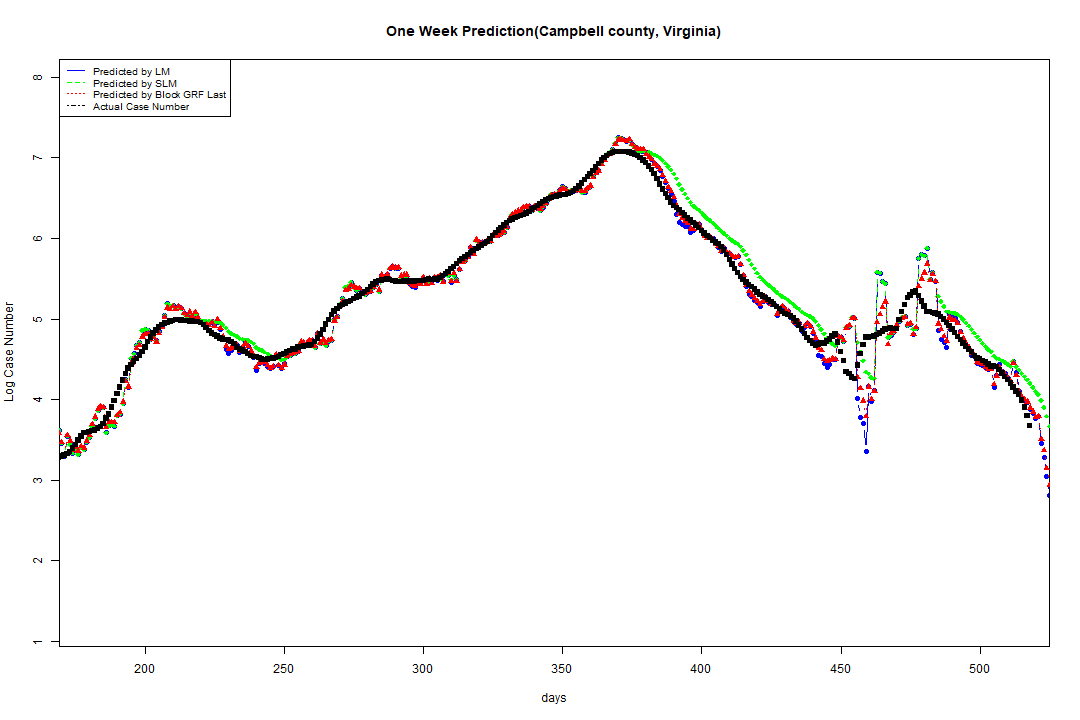 One Week Prediction(Campbell county, Virginia)
Predicted by LM
Predicted by SLM
Predicted by Block GRF Last
Actual Case Number
Log Case Number
8
7
6
5
4
3
2
1
200 250 300 350 400 450 500
days